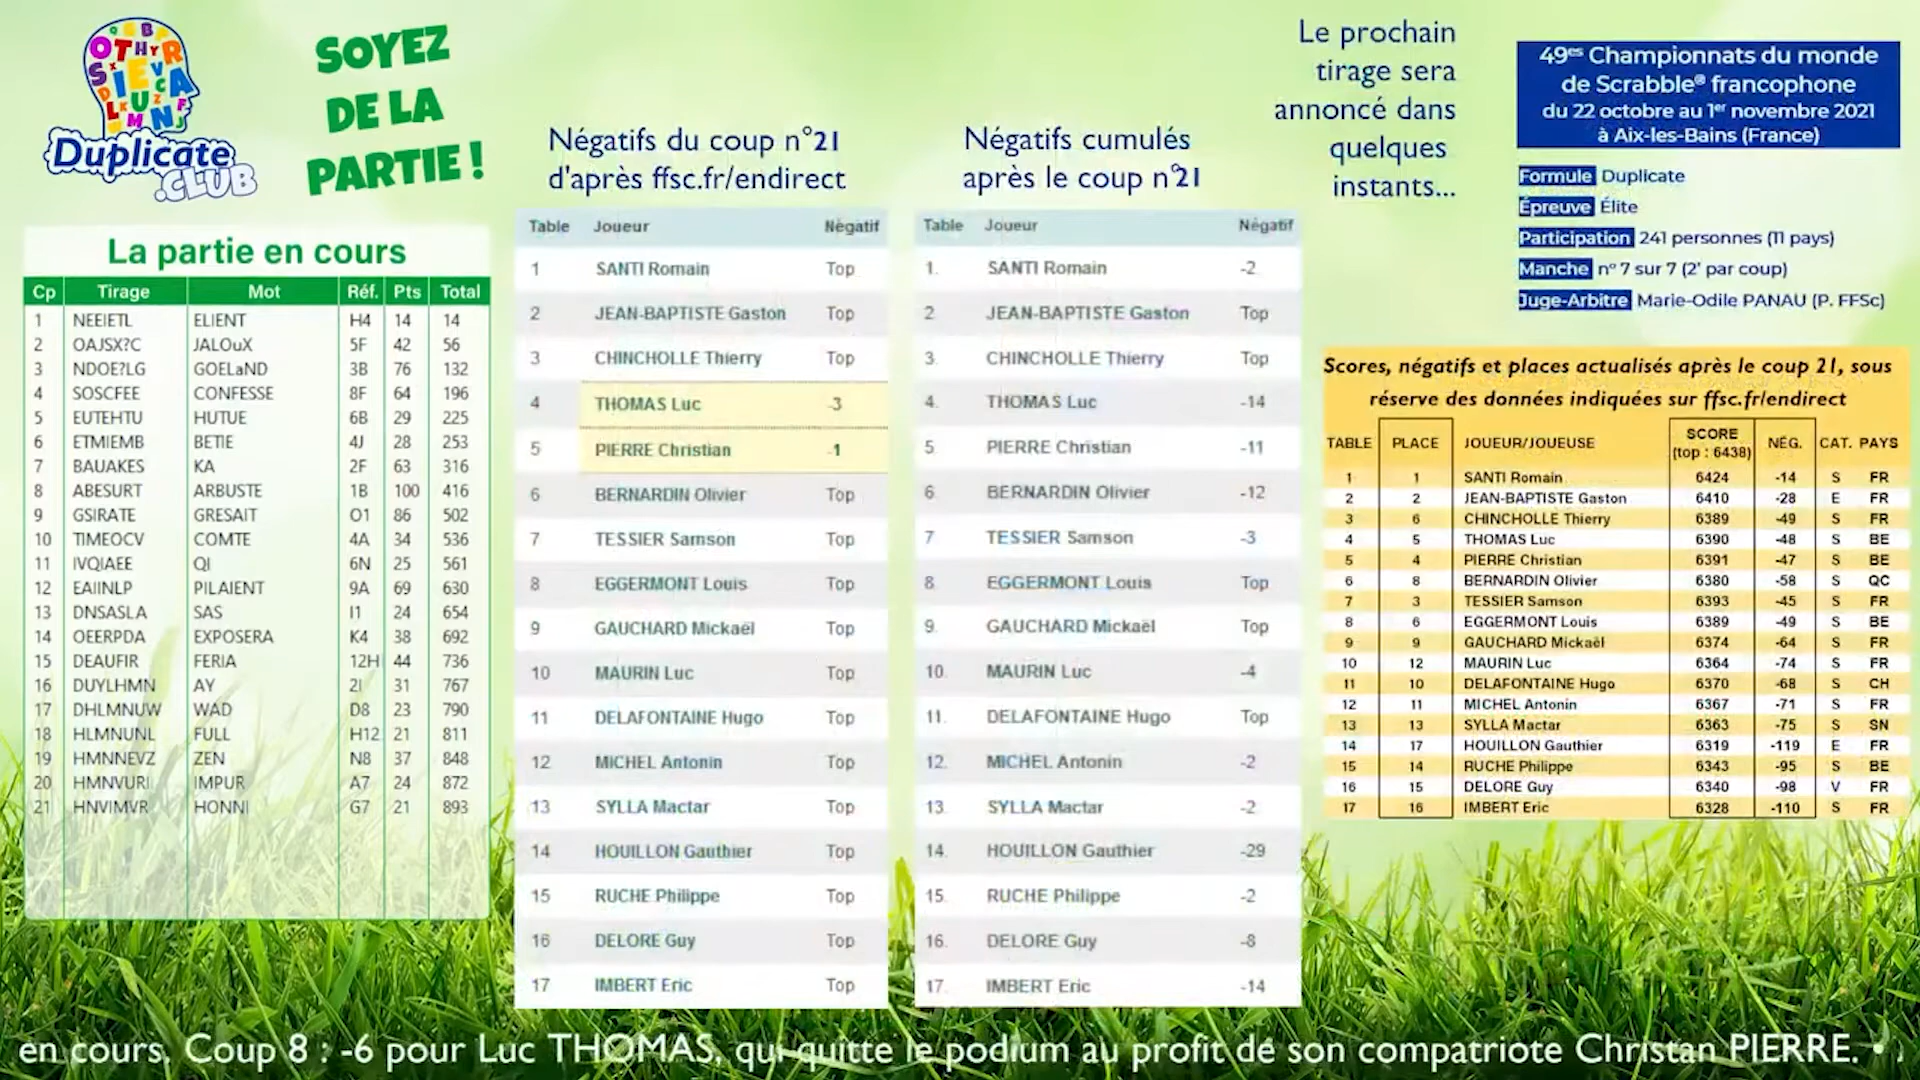 Duplicate
.CLUB
SOYEZ
DE LA
PARTIE !
La partie en cours
Cp Tirage Mot Réf. Pts Total
1 NEEIETL ELIENT H4 14 14
2 OAJSX?C JALOuX 5F 42 56
3 NDOE?LG GOELaND 3B 76 132
4 SOSCFEE CONFESSE 8F 64 196
5 EUTEHTU HUTUE 6B 29 225
6 ETMIEMB BETIE 4J 28 253
7 BAUAKES KA 2F 63 316
8 ABESURT ARBUSTE 1B 100 416
9 GSIRATE GRESAIT O1 86 502
10 TIMEOCV COMTE 4A 34 536
11 IVQIAEE QI 6N 25 561
12 EAIINLP PILAIENT 9A 69 630
13 DNSASLA SAS I1 24 654
14 OEERPDA EXPOSERA K4 38 692
15 DEAUFIR FERIA 12H 44 736
16 DUYLHMN AY 2I 31 767
17 DHLMNUW WAD D8 23 790
18 HLMNUNL FULL H12 21 811
19 HMNNEVZ ZEN N8 37 848
20 HMNVURI IMPUR A7 24 872
21 HNVIMVR HONNI G7 21 893
Négatifs du coup n°21
d'après ffsc.fr/endirect
Table Joueur Négatif
1 SANTI Romain Top
2 JEAN-BAPTISTE Gaston Top
3 CHINCHOLLE Thierry Top
4 THOMAS Luc -3
5 PIERRE Christian -1
6 BERNARDIN Olivier Top
7 TESSIER Samson Top
8 EGGERMONT Louis Top
9 GAUCHARD Mickaël Top
10 MAURIN Luc Top
11 DELAFONTAINE Hugo Top
12 MICHEL Antonin Top
13 SYLLA Mactar Top
14 HOUILLON Gauthier Top
15 RUCHE Philippe Top
16 DELORE Guy Top
17 IMBERT Eric Top
Négatifs cumulés
après le coup n°21
Table Joueur Négatif
1. SANTI Romain -2
2. JEAN-BAPTISTE Gaston Top
3. CHINCHOLLE Thierry Top
4. THOMAS Luc -14
5. PIERRE Christian -11
6. BERNARDIN Olivier -12
7. TESSIER Samson -3
8. EGGERMONT Louis Top
9. GAUCHARD Mickaël Top
10. MAURIN Luc -4
11. DELAFONTAINE Hugo Top
12. MICHEL Antonin -2
13. SYLLA Mactar -2
14. HOUILLON Gauthier -29
15. RUCHE Philippe -2
16. DELORE Guy -8
17. IMBERT Eric -14
Le prochain
tirage sera
annoncé dans
quelques
instants...
49es Championnats du monde
de Scrabble® francophone
du 22 octobre au 1er novembre 2021
à Aix-les-Bains (France)
Formule Duplicate
Épreuve Élite
Participation 241 personnes (11 pays)
Manche n° 7 sur 7 (2' par coup)
Juge-Arbitre Marie-Odile PANAU (P. FFSc)
Scores, négatifs et places actualisés après le coup 21, sous
réserve des données indiquées sur ffsc.fr/endirect
TABLE PLACE JOUEUR/JOUEUSE SCORE (top : 6438) NÉG. CAT. PAYS
1 1 SANTI Romain 6424 -14 S FR
2 2 JEAN-BAPTISTE Gaston 6410 -28 E FR
3 6 CHINCHOLLE Thierry 6389 -49 S FR
4 5 THOMAS Luc 6390 -48 S BE
5 4 PIERRE Christian 6391 -47 S BE
6 8 BERNARDIN Olivier 6380 -58 S QC
7 3 TESSIER Samson 6393 -45 S FR
8 6 EGGERMONT Louis 6389 -49 S BE
9 9 GAUCHARD Mickaël 6374 -64 S FR
10 12 MAURIN Luc 6364 -74 S FR
11 10 DELAFONTAINE Hugo 6370 -68 S CH
12 11 MICHEL Antonin 6367 -71 S FR
13 13 SYLLA Mactar 6363 -75 S SN
14 17 HOUILLON Gauthier 6319 -119 E FR
15 14 RUCHE Philippe 6343 -95 S BE
16 15 DELORE Guy 6340 -98 V FR
17 16 IMBERT Eric 6328 -110 S FR
en cours. Coup 8 : -6 pour Luc THOMAS, qui quitte le podium au profit de son compatriote Christan PIERRE. •